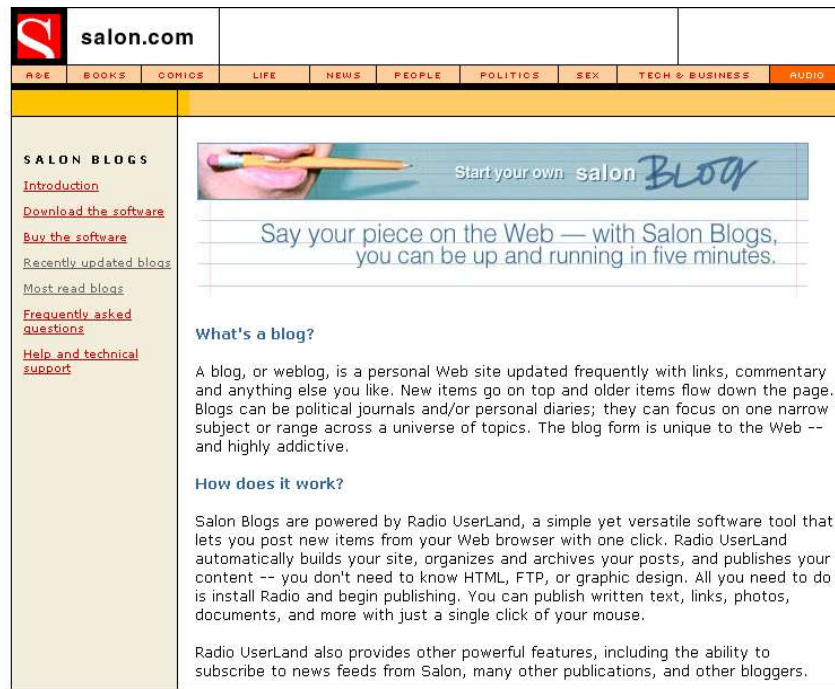 S salon.com
A&E BOOKS COMICS LIFE NEWS PEOPLE POLITICS SEX TECH & BUSINESS AUDIO
SALON BLOGS
Introduction
Download the software
Buy the software
Recently updated blogs
Most read blogs
Frequently asked
questions
Help and technical
support
Start your own salon BLOG
Say your piece on the Web — with Salon Blogs,
you can be up and running in five minutes.
What's a blog?
A blog, or weblog, is a personal Web site updated frequently with links, commentary
and anything else you like. New items go on top and older items flow down the page.
Blogs can be political journals and/or personal diaries; they can focus on one narrow
subject or range across a universe of topics. The blog form is unique to the Web --
and highly addictive.
How does it work?
Salon Blogs are powered by Radio UserLand, a simple yet versatile software tool that
lets you post new items from your Web browser with one click. Radio UserLand
automatically builds your site, organizes and archives your posts, and publishes your
content -- you don't need to know HTML, FTP, or graphic design. All you need to do
is install Radio and begin publishing. You can publish written text, links, photos,
documents, and more with just a single click of your mouse.
Radio UserLand also provides other powerful features, including the ability to
subscribe to news feeds from Salon, many other publications, and other bloggers.